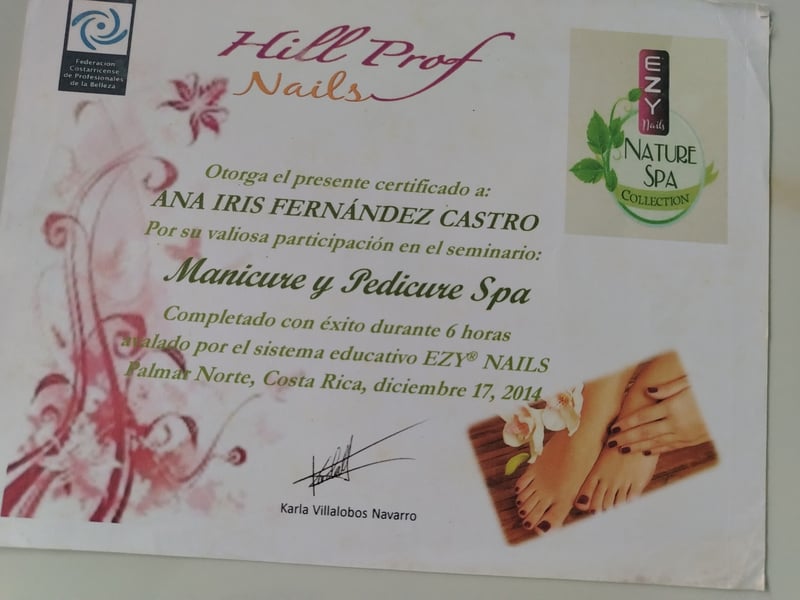 Federación
Costarricense
de Profesionales
de la Belleza
Hill Prof
Nails
EZY
Nails
NATURE
SPA
COLLECTION
Otorga el presente certificado a:
ANA IRIS FERNÁNDEZ CASTRO
Por su valiosa participación en el seminario:
Manicure y Pedicure Spa
Completado con éxito durante 6 horas
avalado por el sistema educativo EZY® NAILS
Palmar Norte, Costa Rica, diciembre 17, 2014
Karla Villalobos Navarro